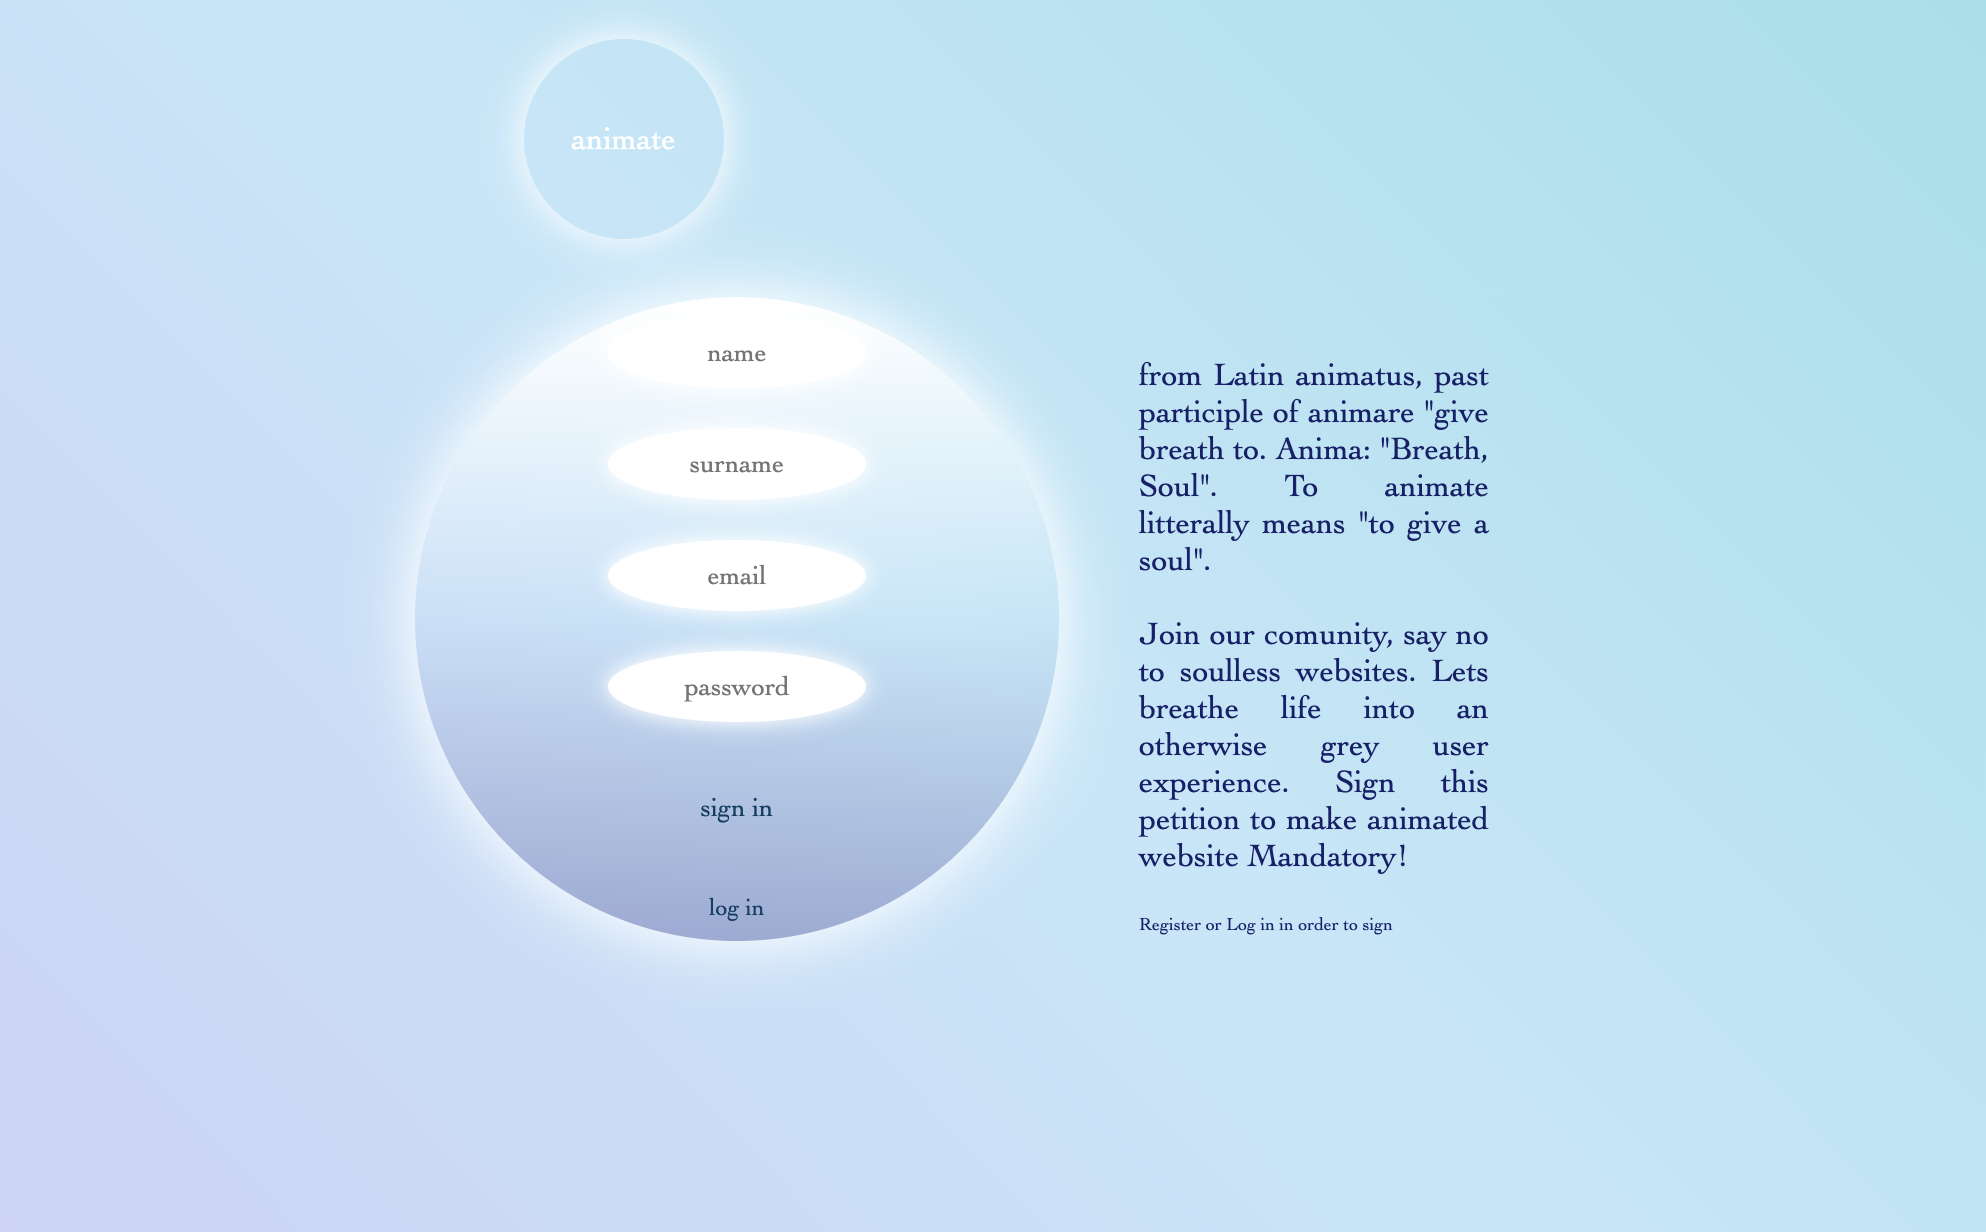 animate
name
surname
email
password
sign in
log in
from Latin animatus, past
participle of animare "give
breath to. Anima: "Breath,
Soul". To animate
litterally means "to give a
soul".
Join our comunity, say no
to soulless websites. Lets
breathe life into an
otherwise grey user
experience. Sign this
petition to make animated
website Mandatory!
Register or Log in in order to sign